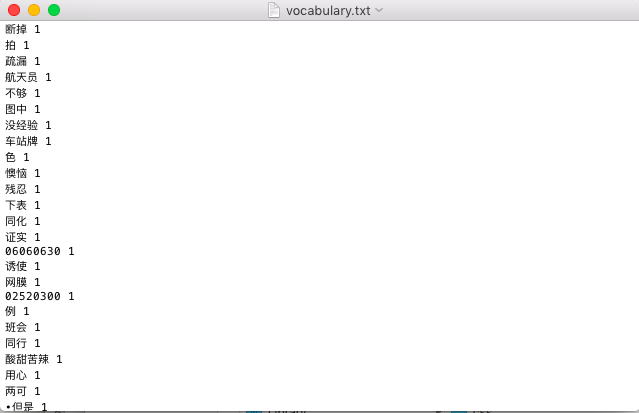 vocabulary.txt
断掉 1
拍 1
疏漏 1
航天员 1
不够 1
图中 1
没经验 1
车站牌 1
色 1
懊恼 1
残忍 1
下表 1
同化 1
证实 1
06060630 1
诱使 1
网膜 1
02520300 1
例 1
班会 1
同行 1
酸甜苦辣 1
用心 1
两可 1
•但是 1